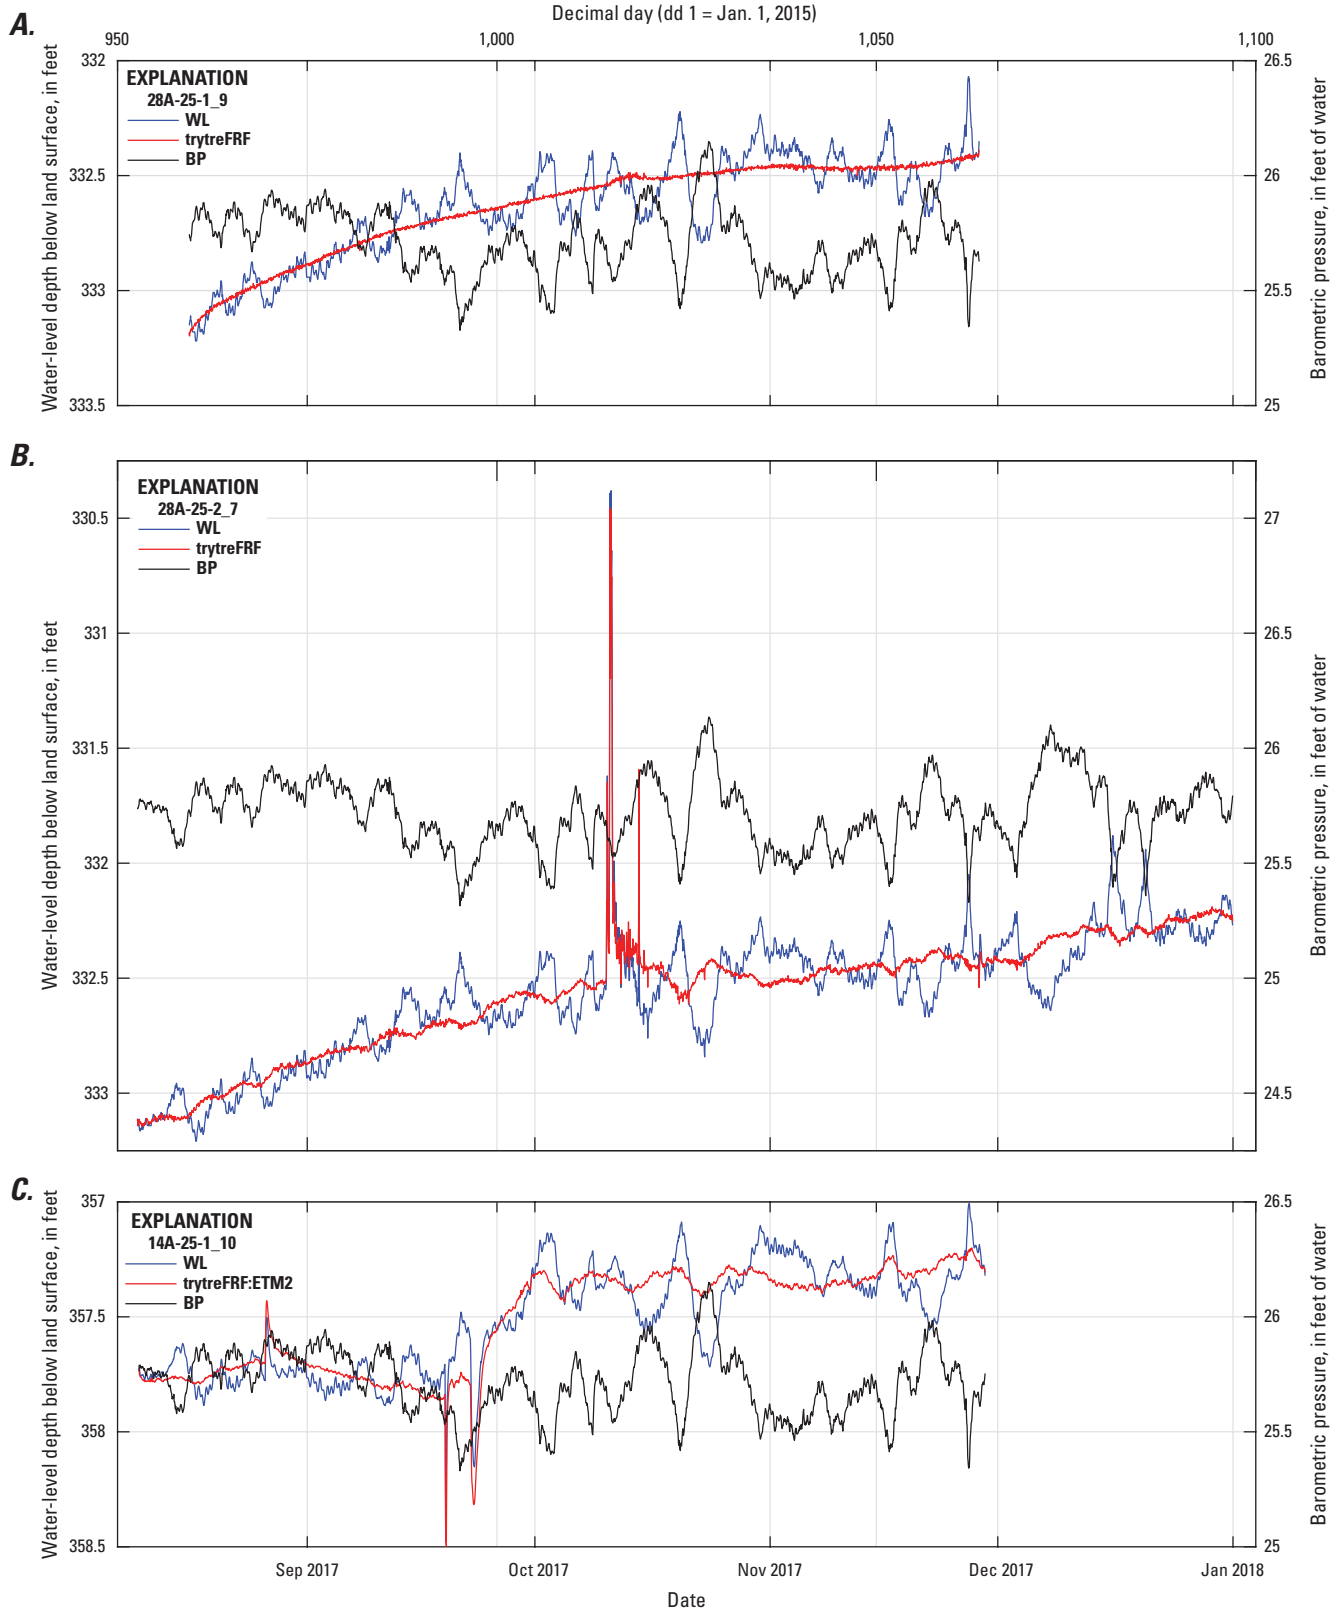 A.
Decimal day (dd 1 = Jan. 1, 2015)
950 1,000 1,050 1,100
Water-level depth below land surface, in feet
332
332.5
333
333.5
EXPLANATION
28A-25-1_9
WL
trytreFRF
BP
26.5
26
25.5
25
Barometric pressure, in feet of water
B.
Water-level depth below land surface, in feet
330.5
331
331.5
332
332.5
333
EXPLANATION
28A-25-2_7
WL
trytreFRF
BP
27
26.5
26
25.5
25
24.5
Barometric pressure, in feet of water
C.
Water-level depth below land surface, in feet
357
357.5
358
358.5
EXPLANATION
14A-25-1_10
WL
trytreFRF:ETM2
BP
26.5
26
25.5
25
Barometric pressure, in feet of water
Sep 2017 Oct 2017 Nov 2017 Dec 2017 Jan 2018
Date